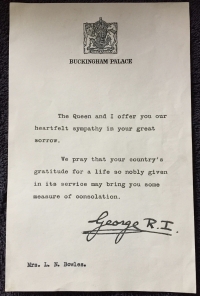 BUCKINGHAM PALACE
The Queen and I offer you our
heartfelt sympathy in your great
sorrow.
We pray that your country's
gratitude for a life so nobly given
in its service may bring you some
measure of consolation.
George R.I.
Mrs. L. N. Dowlen.